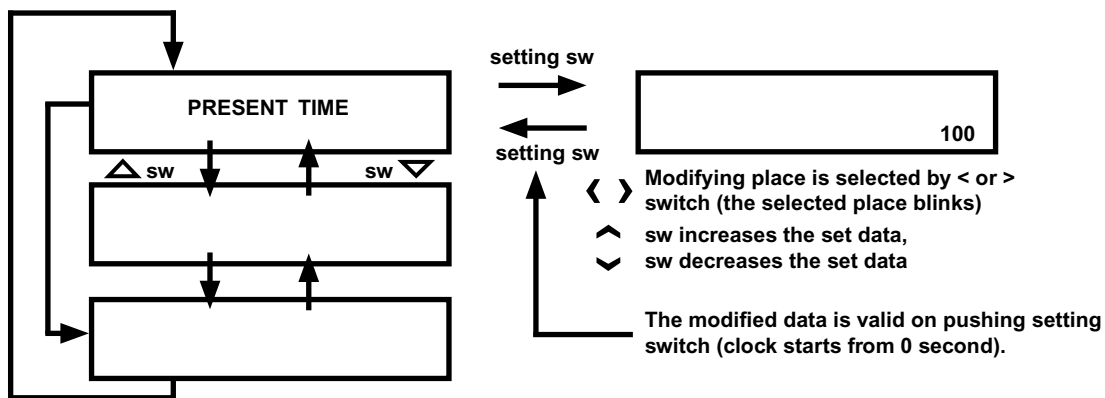 setting sw
PRESENT TIME
100
setting sw
sw
sw
Modifying place is selected by < or >
switch (the selected place blinks)
sw increases the set data,
sw decreases the set data
The modified data is valid on pushing setting
switch (clock starts from 0 second).